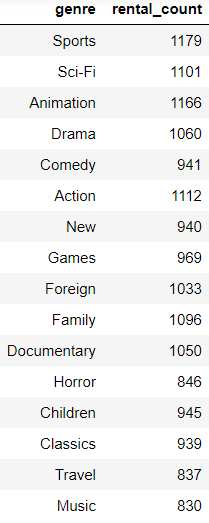 genre rental_count
Sports 1179
Sci-Fi 1101
Animation 1166
Drama 1060
Comedy 941
Action 1112
New 940
Games 969
Foreign 1033
Family 1096
Documentary 1050
Horror 846
Children 945
Classics 939
Travel 837
Music 830